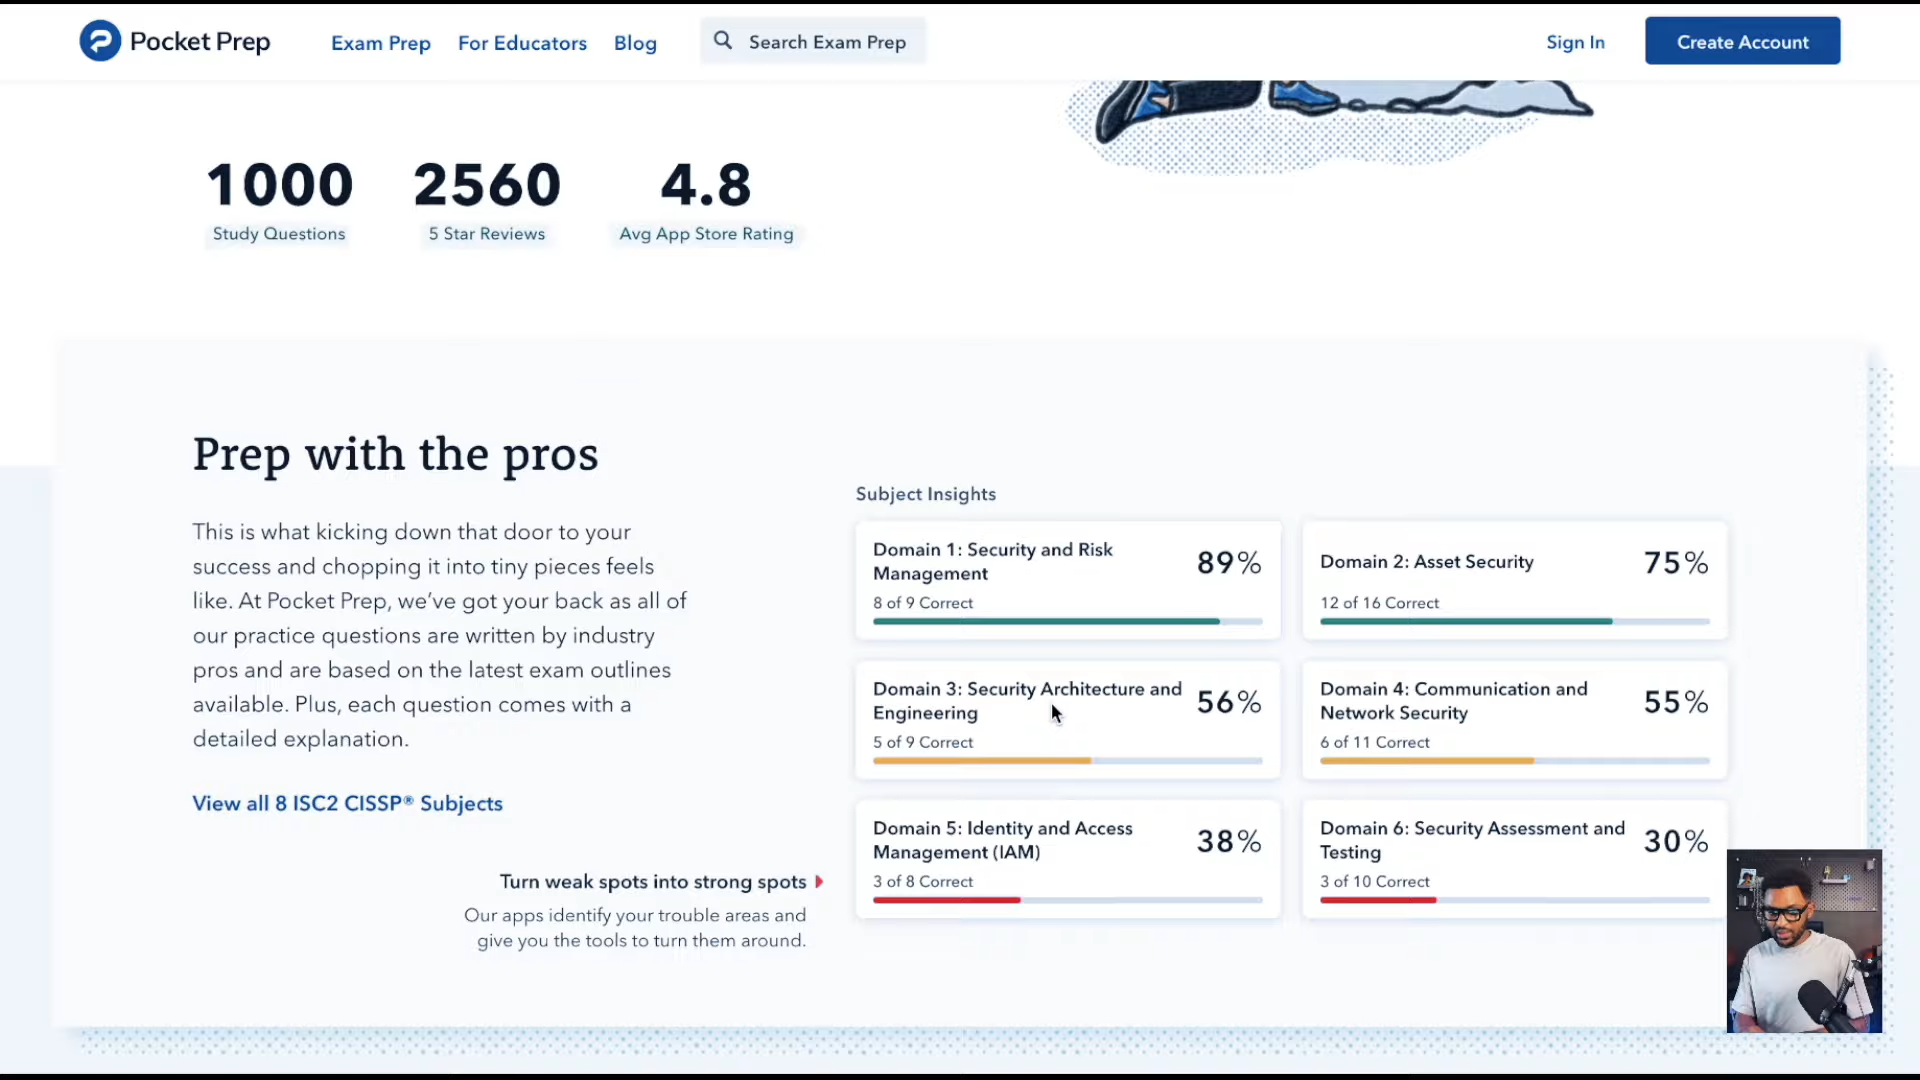 Pocket Prep
Exam Prep
For Educators
Blog
Search Exam Prep
Sign In
Create Account
1000
Study Questions
2560
5 Star Reviews
4.8
Avg App Store Rating
Prep with the pros
This is what kicking down that door to your
success and chopping it into tiny pieces feels
like. At Pocket Prep, we’ve got your back as all of
our practice questions are written by industry
pros and are based on the latest exam outlines
available. Plus, each question comes with a
detailed explanation.
View all 8 ISC2 CISSP® Subjects
Turn weak spots into strong spots
Our apps identify your trouble areas and
give you the tools to turn them around.
Subject Insights
Domain 1: Security and Risk
Management
89%
8 of 9 Correct
Domain 2: Asset Security
75%
12 of 16 Correct
Domain 3: Security Architecture and
Engineering
56%
5 of 9 Correct
Domain 4: Communication and
Network Security
55%
6 of 11 Correct
Domain 5: Identity and Access
Management (IAM)
38%
3 of 8 Correct
Domain 6: Security Assessment and
Testing
30%
3 of 10 Correct